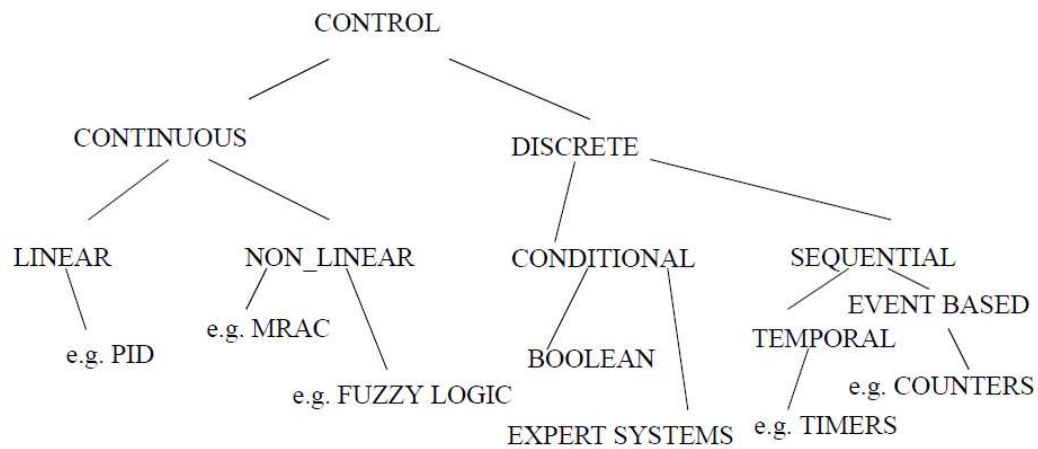 CONTROL
CONTINUOUS
DISCRETE
LINEAR
NON_LINEAR
CONDITIONAL
SEQUENTIAL
EVENT BASED
e.g. MRAC
TEMPORAL
e.g. PID
BOOLEAN
e.g. COUNTERS
e.g. FUZZY LOGIC
e.g. TIMERS
EXPERT SYSTEMS